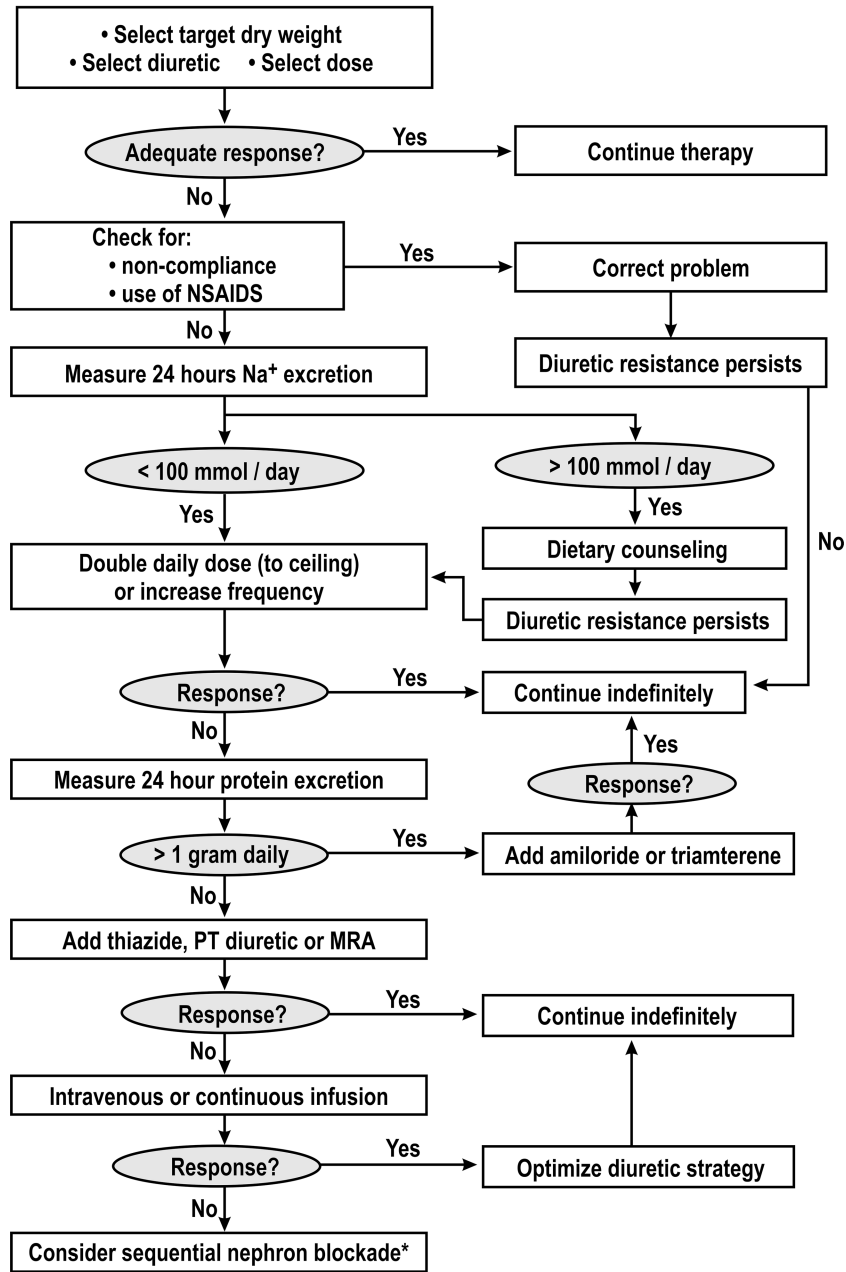 • Select target dry weight
• Select diuretic • Select dose
Adequate response?
Yes
Continue therapy
No
Check for:
• non-compliance
• use of NSAIDS
Yes
Correct problem
No
Diuretic resistance persists
Measure 24 hours Na⁺ excretion
< 100 mmol / day
> 100 mmol / day
Yes
Yes
Dietary counseling
No
Double daily dose (to ceiling)
or increase frequency
Diuretic resistance persists
Response?
Yes
Continue indefinitely
No
Yes
Measure 24 hour protein excretion
Response?
> 1 gram daily
Yes
Add amiloride or triamterene
No
Add thiazide, PT diuretic or MRA
Response?
Yes
Continue indefinitely
No
Intravenous or continuous infusion
Response?
Yes
Optimize diuretic strategy
No
Consider sequential nephron blockade*